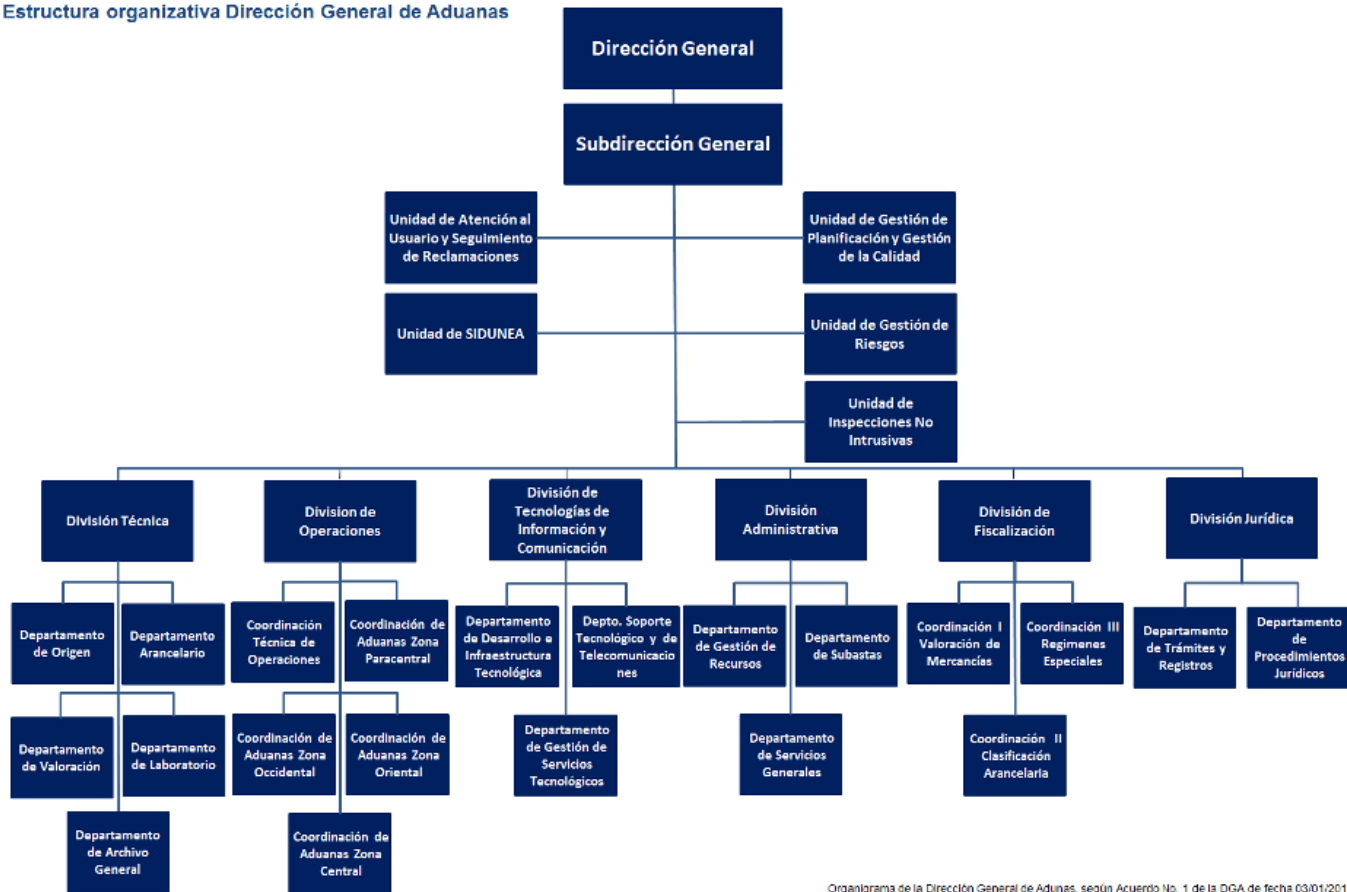 Estructura organizativa Dirección General de Aduanas
Dirección General
Subdirección General
Unidad de Atención al
Usuario y Seguimiento
de Reclamaciones
Unidad de Gestión de
Planificación y Gestión
de la Calidad
Unidad de SIDUNEA
Unidad de Gestión de
Riesgos
Unidad de
Inspecciones No
Intrusivas
División Técnica
Division de
Operaciones
División de
Tecnologías de
Información y
Comunicación
División
Administrativa
División de
Fiscalización
División Jurídica
Departamento
de Origen
Departamento
Arancelario
Coordinación
Técnica de
Operaciones
Coordinación de
Aduanas Zona
Paracentral
Departamento
de Desarrollo e
Infraestructura
Tecnológica
Depto. Soporte
Tecnológico y de
Telecomunicacio
nes
Departamento
de Gestión de
Recursos
Departamento
de Subastas
Coordinación I
Valoración de
Mercancías
Coordinación III
Regimenes
Especiales
Departamento
de Trámites y
Registros
Departamento
de
Procedimientos
Jurídicos
Departamento
de Valoración
Departamento
de Laboratorio
Coordinación de
Aduanas Zona
Occidental
Coordinación de
Aduanas Zona
Oriental
Departamento
de Gestión de
Servicios
Tecnológicos
Departamento
de Servicios
Generales
Coordinación II
Clasificación
Arancelaria
Departamento
de Archivo
General
Coordinación de
Aduanas Zona
Central
Organigrama de la Dirección General de Adunas, según Acuerdo No. 1 de la DGA de fecha 03/01/201